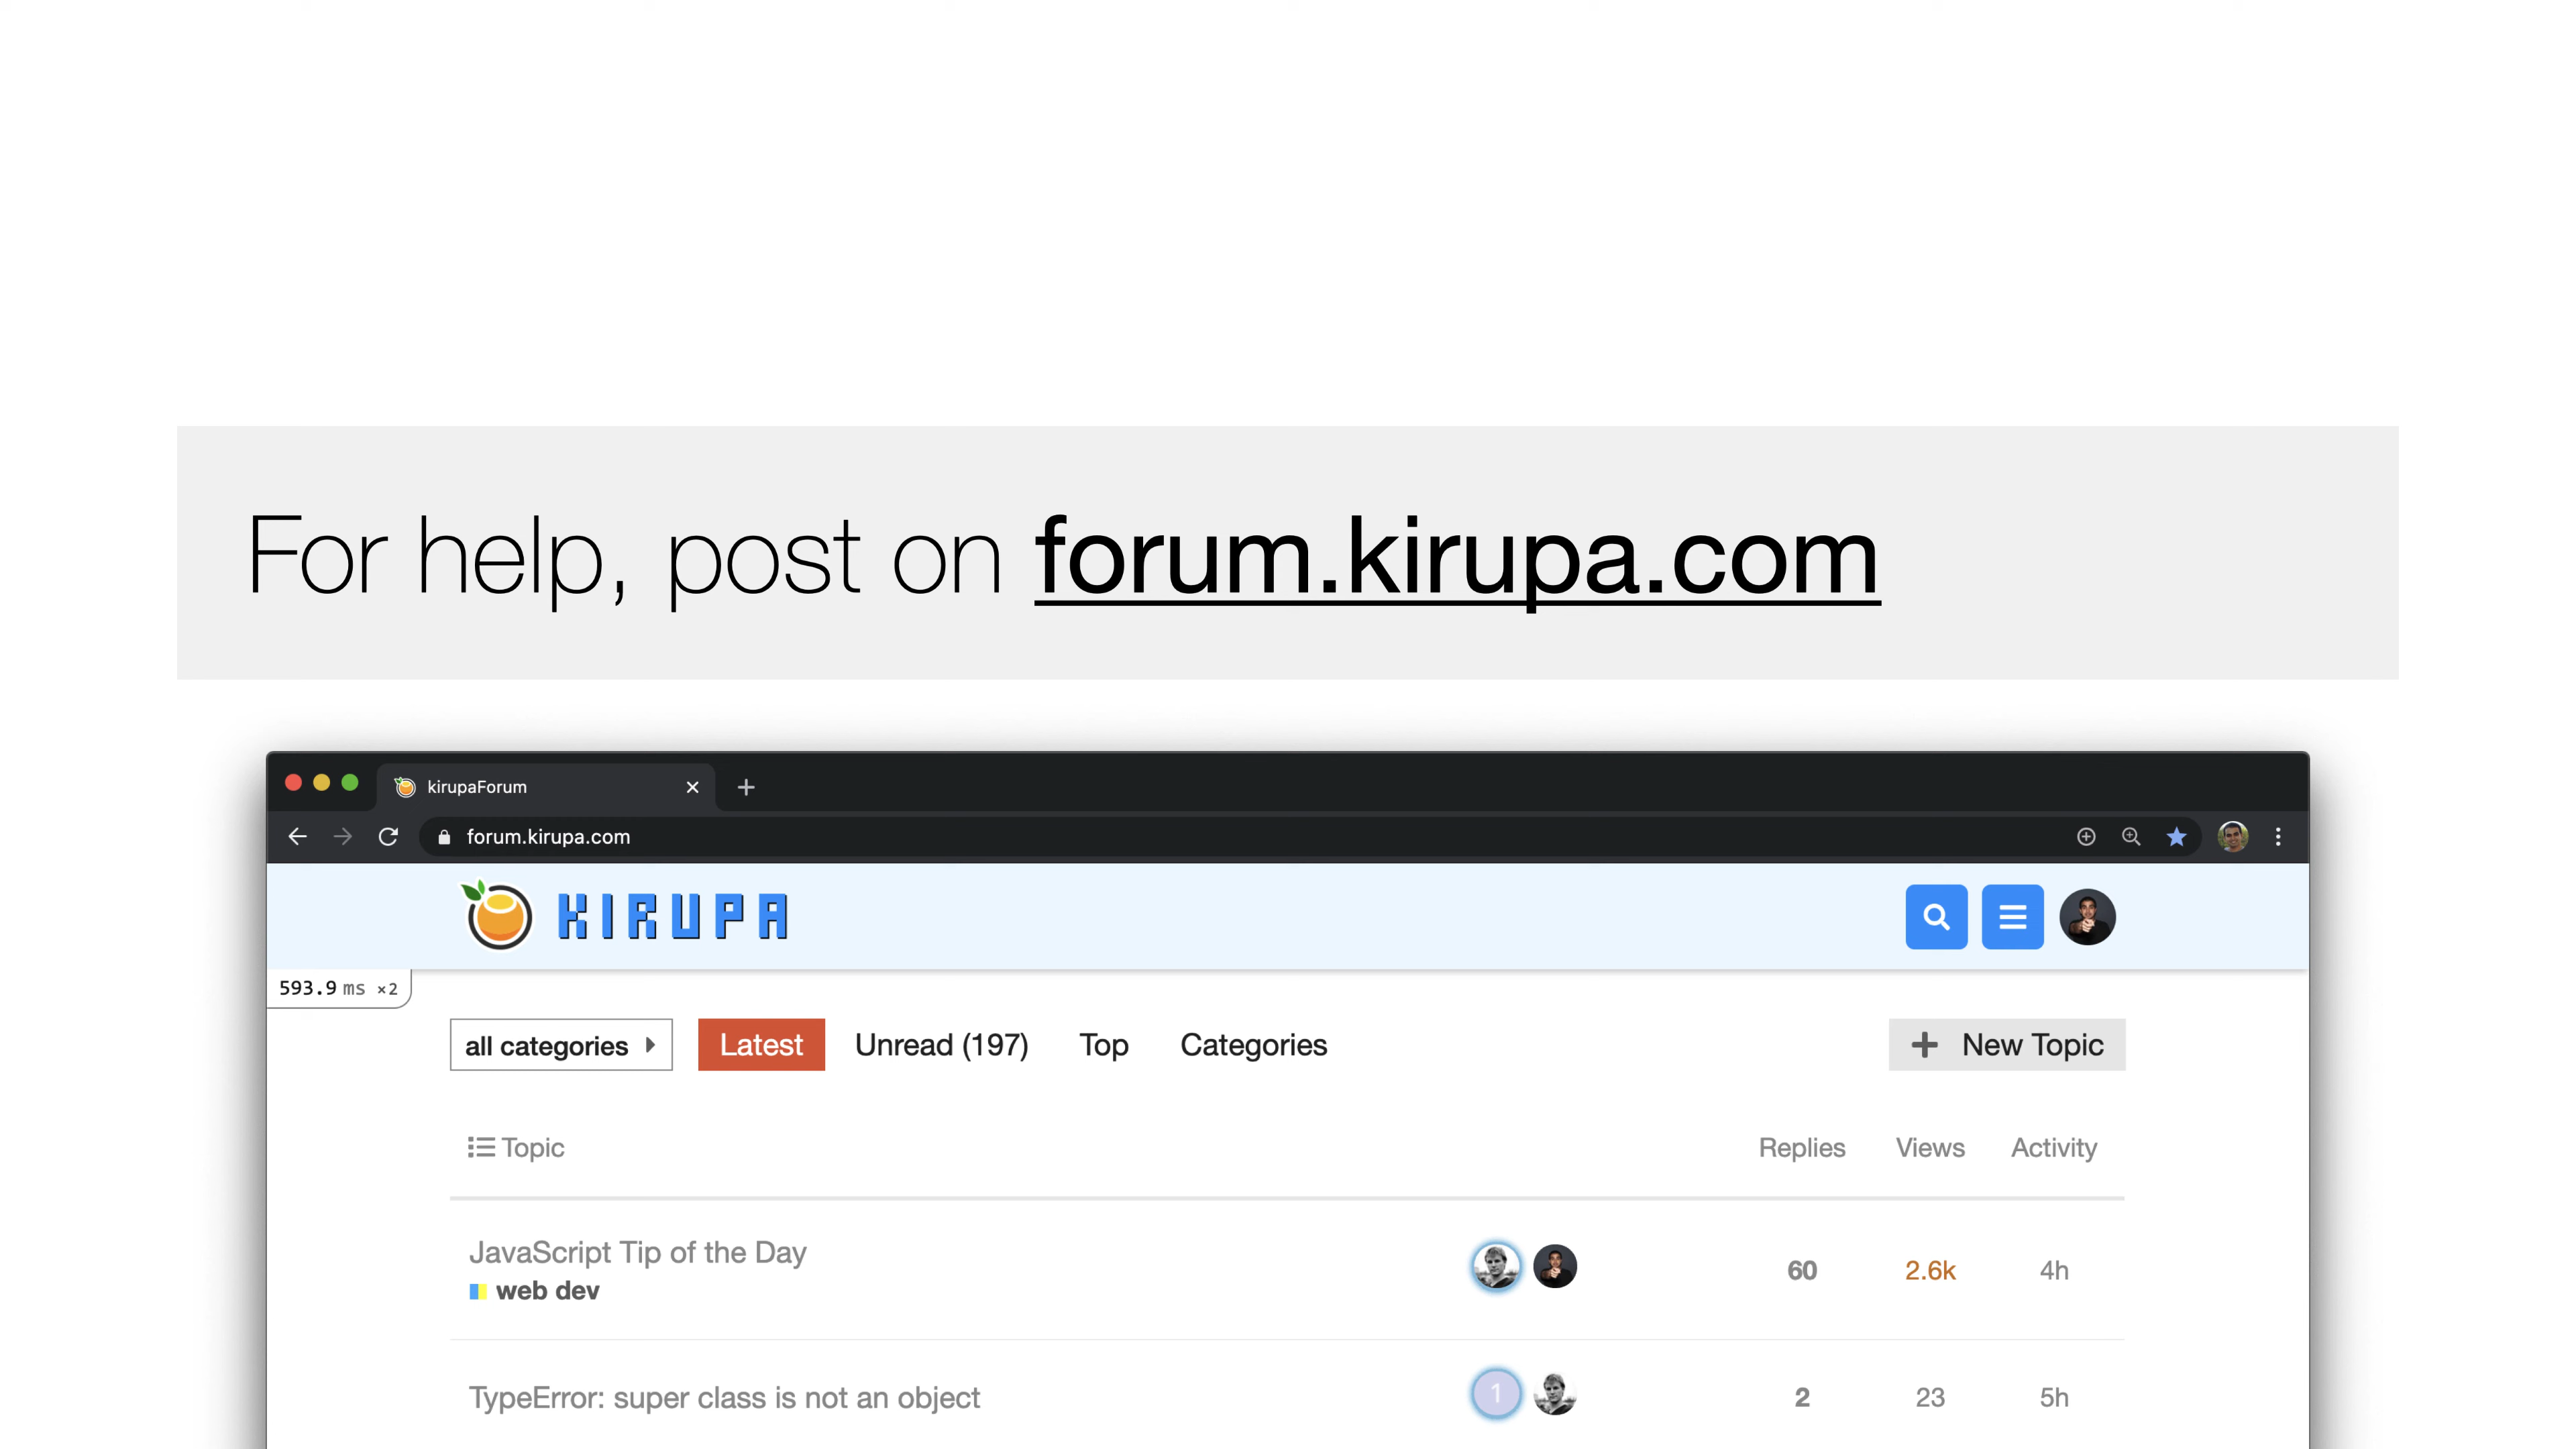 For help, post on forum.kirupa.com
kirupaForum
forum.kirupa.com
KIRUPA
593.9 ms ×2
all categories Latest Unread (197) Top Categories New Topic
Topic Replies Views Activity
JavaScript Tip of the Day 60 2.6k 4h
web dev
TypeError: super class is not an object 1 2 23 5h